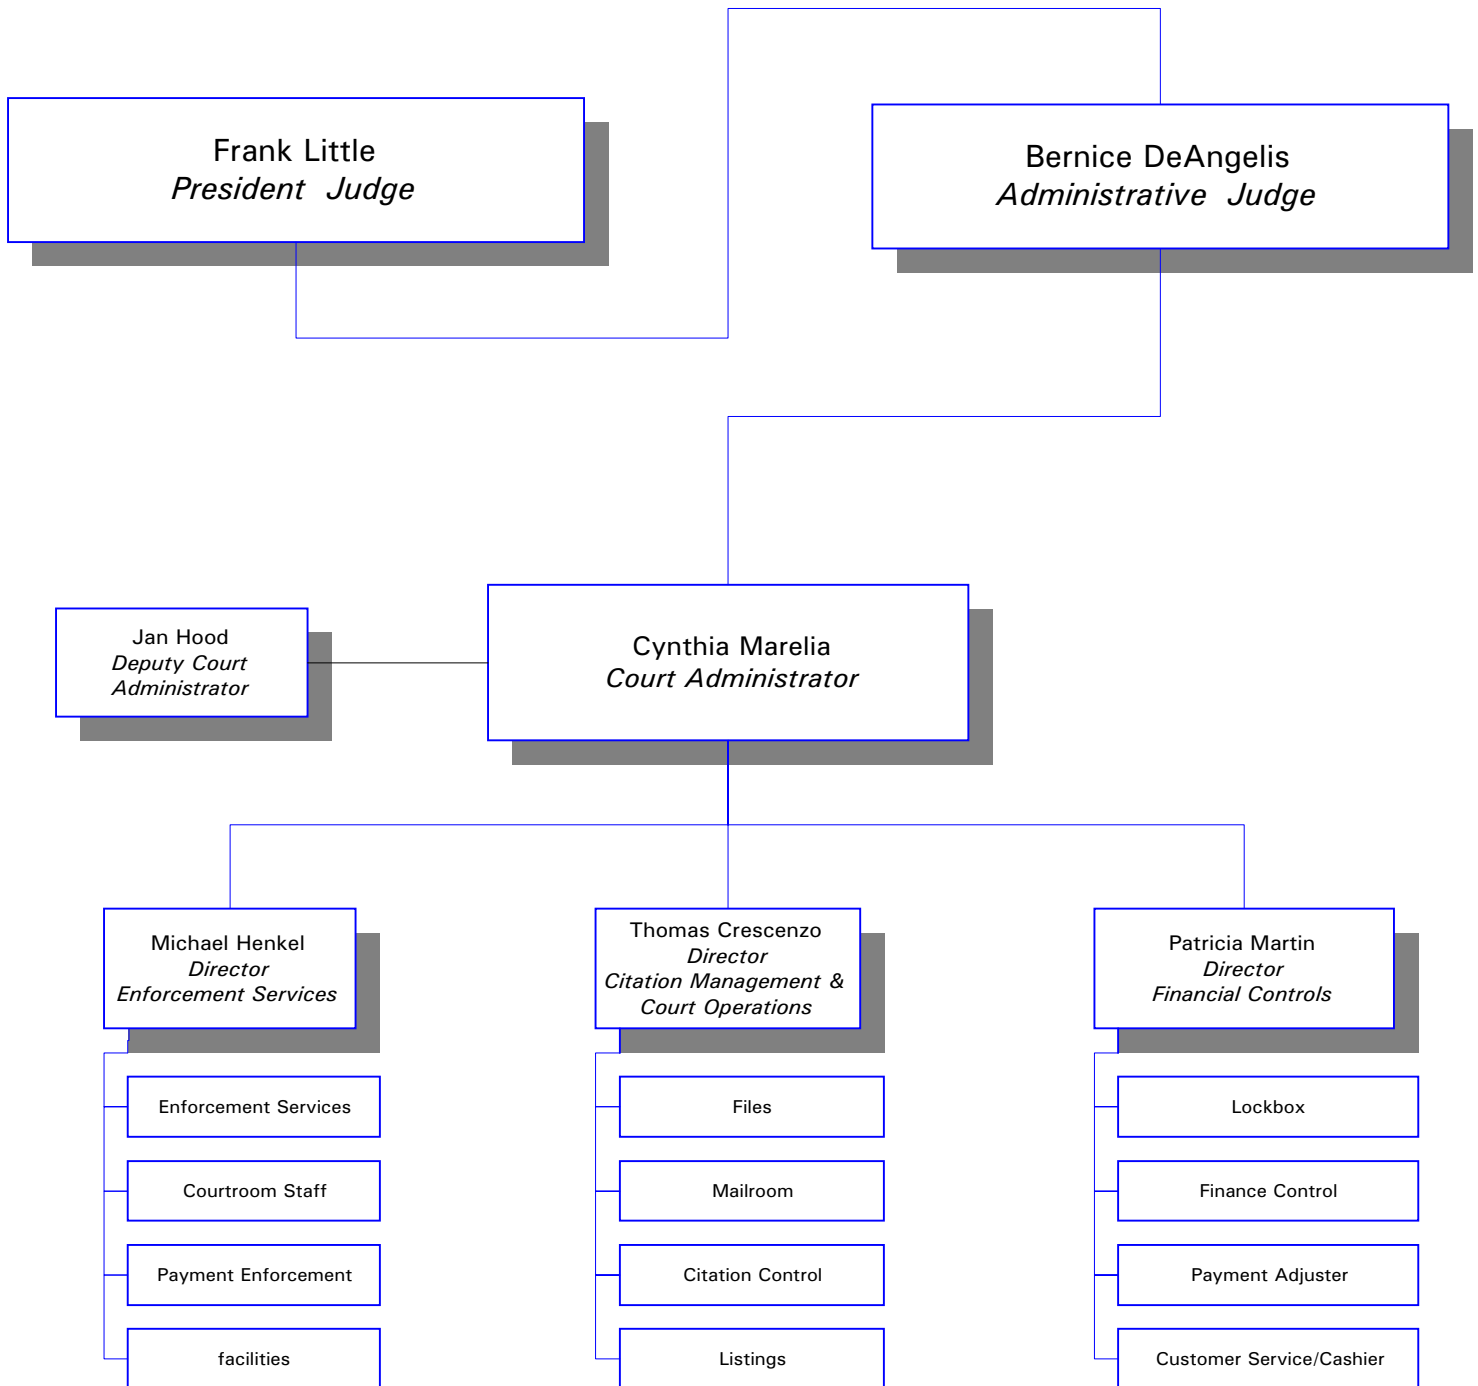 Frank Little
President Judge
Bernice DeAngelis
Administrative Judge
Jan Hood
Deputy Court
Administrator
Cynthia Marelia
Court Administrator
Michael Henkel
Director
Enforcement Services
Enforcement Services
Courtroom Staff
Payment Enforcement
facilities
Thomas Crescenzo
Director
Citation Management &
Court Operations
Files
Mailroom
Citation Control
Listings
Patricia Martin
Director
Financial Controls
Lockbox
Finance Control
Payment Adjuster
Customer Service/Cashier